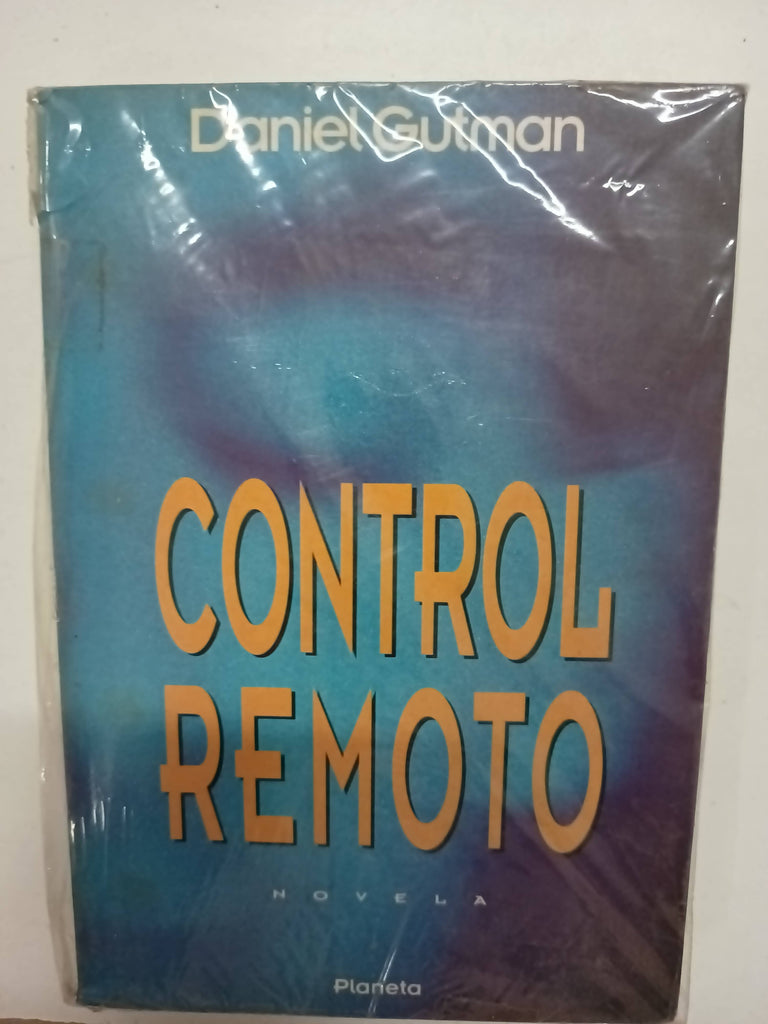 Daniel Gutman
CONTROL
REMOTO
NOVELA
Planeta